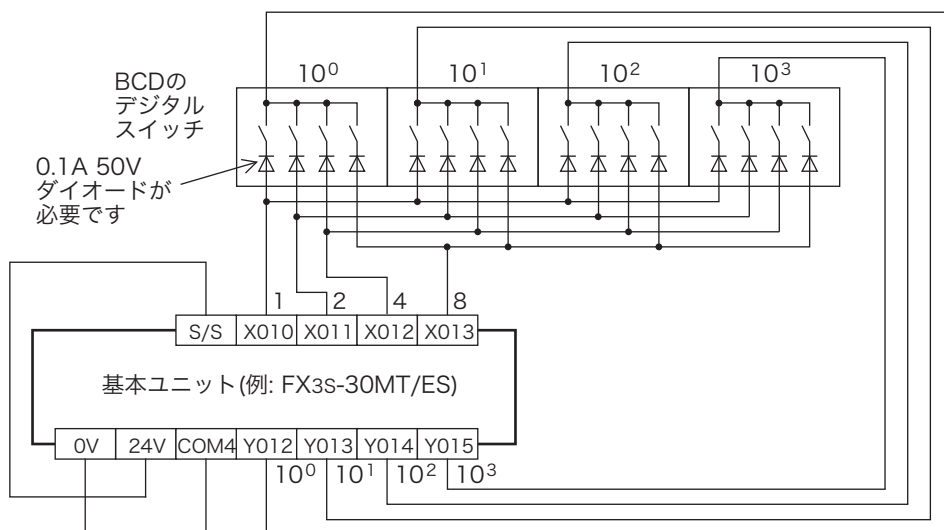 10⁰ 10¹ 10² 10³
BCDの
デジタル
スイッチ
0.1A 50V
ダイオードが
必要です
1 2 4 8
S/S X010 X011 X012 X013
基本ユニット(例: FX3S-30MT/ES)
0V 24V COM4 Y012 Y013 Y014 Y015
10⁰ 10¹ 10² 10³